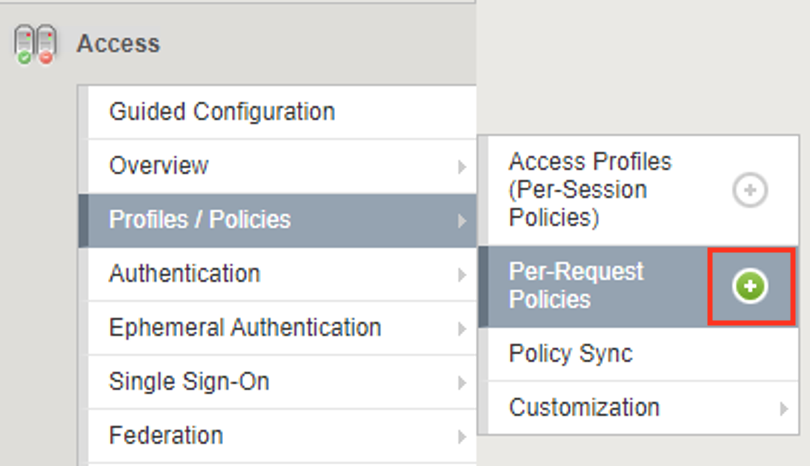 Access
Guided Configuration
Overview
Profiles / Policies
Authentication
Ephemeral Authentication
Single Sign-On
Federation
Access Profiles
(Per-Session
Policies)
Per-Request
Policies
Policy Sync
Customization